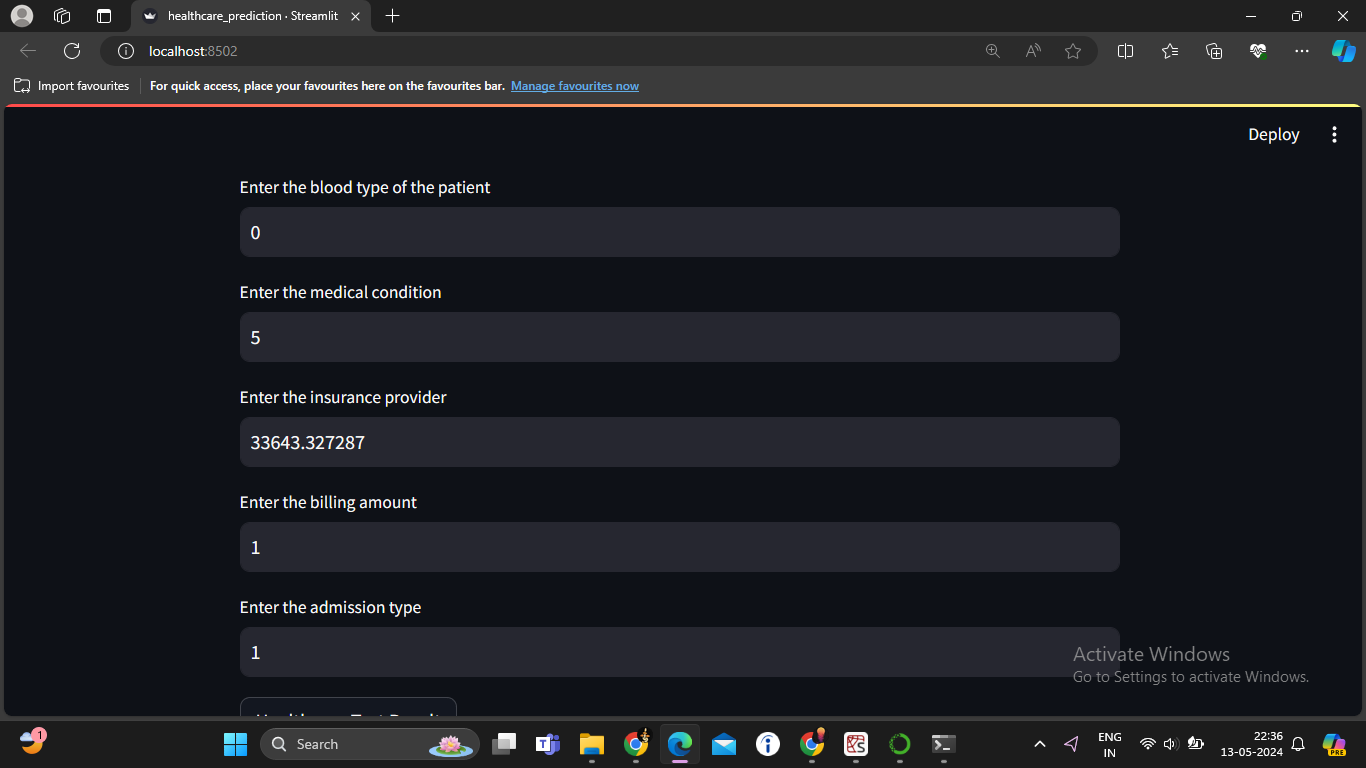 healthcare_prediction · Streamlit
localhost:8502
Import favourites
For quick access, place your favourites here on the favourites bar. Manage favourites now
Deploy
Enter the blood type of the patient
0
Enter the medical condition
5
Enter the insurance provider
33643.327287
Enter the billing amount
1
Enter the admission type
1
Activate Windows
Go to Settings to activate Windows.
1
Search
ENG
IN
22:36
13-05-2024
PRE